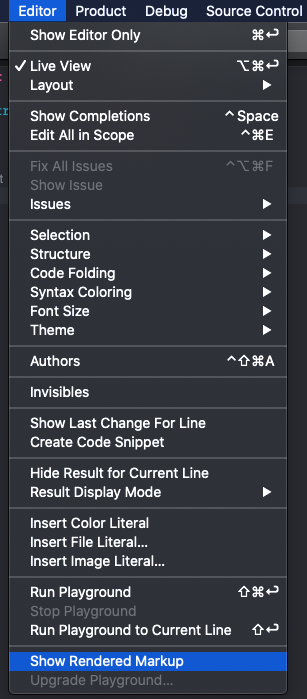 Editor Product Debug Source Control
Show Editor Only ⌘↩
✓ Live View ⌥⌘↩
Layout ▶
Show Completions ⌃Space
Edit All in Scope ⌃⌘E
Fix All Issues ⌃⌥⌘F
Show Issue
Issues ▶
Selection ▶
Structure ▶
Code Folding ▶
Syntax Coloring ▶
Font Size ▶
Theme ▶
Authors ⌃⇧⌘A
Invisibles
Show Last Change For Line
Create Code Snippet
Hide Result for Current Line
Result Display Mode ▶
Insert Color Literal
Insert File Literal...
Insert Image Literal...
Run Playground ⇧⌘↩
Stop Playground
Run Playground to Current Line ⇧↩
Show Rendered Markup
Upgrade Playground...